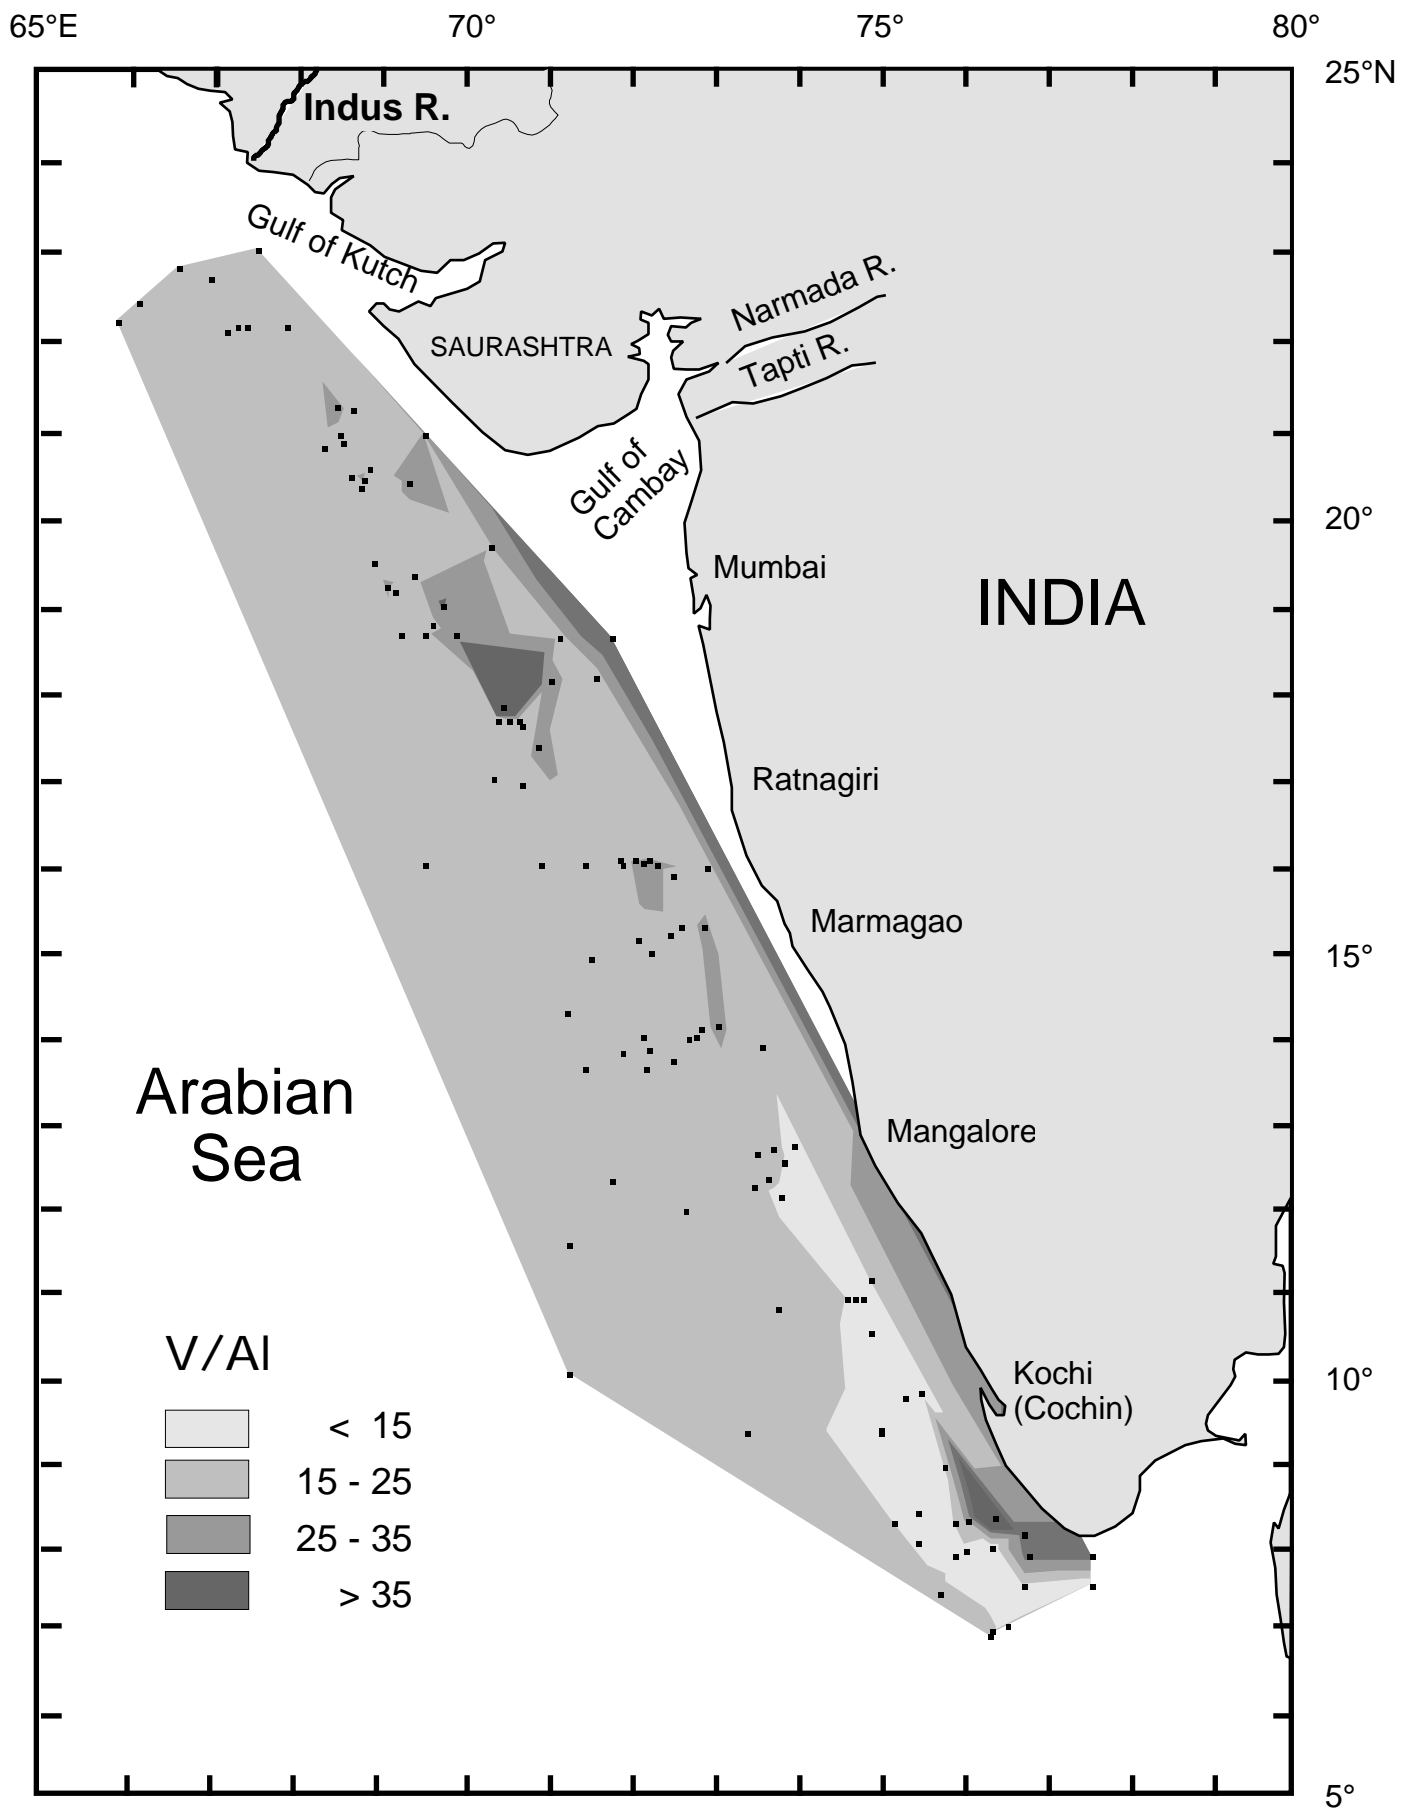 65°E 70° 75° 80°
25°N
Indus R.
Gulf of Kutch
Narmada R.
SAURASHTRA
Tapti R.
Gulf of
Cambay
20°
Mumbai
INDIA
Ratnagiri
Marmagao
15°
Arabian
Sea
Mangalore
V/Al
Kochi
(Cochin)
10°
< 15
15 - 25
25 - 35
> 35
5°